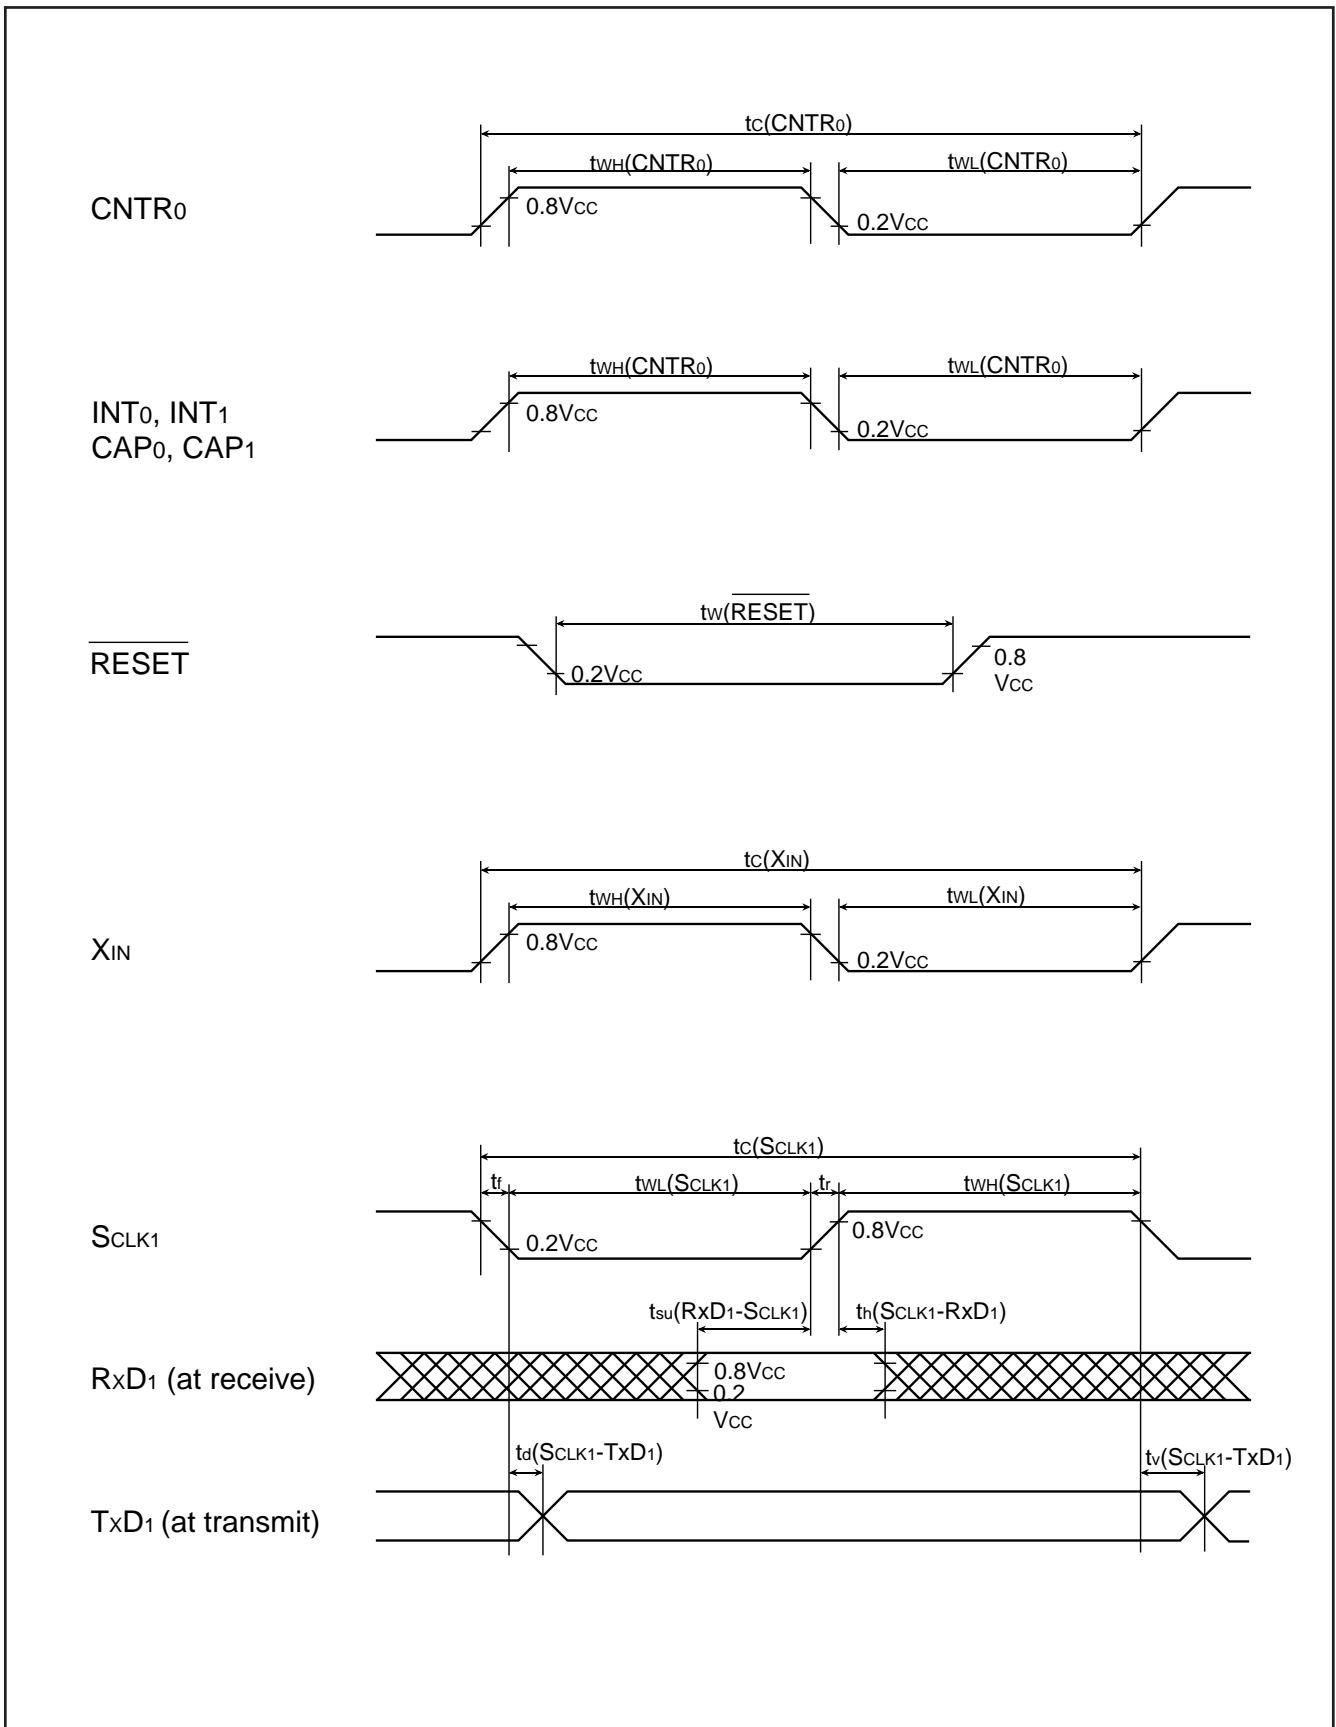 tC(CNTR0)
tWH(CNTR0)
tWL(CNTR0)
CNTR0
0.8VCC
0.2VCC
tWH(CNTR0)
tWL(CNTR0)
INT0, INT1
CAP0, CAP1
0.8VCC
0.2VCC
tW(RESET)
RESET
0.2VCC
0.8
VCC
tC(XIN)
tWH(XIN)
tWL(XIN)
XIN
0.8VCC
0.2VCC
tC(SCLK1)
tf
tWL(SCLK1)
tr
tWH(SCLK1)
SCLK1
0.2VCC
0.8VCC
tsu(RxD1-SCLK1)
th(SCLK1-RxD1)
RXD1 (at receive)
0.8VCC
0.2
VCC
td(SCLK1-TxD1)
tv(SCLK1-TxD1)
TXD1 (at transmit)